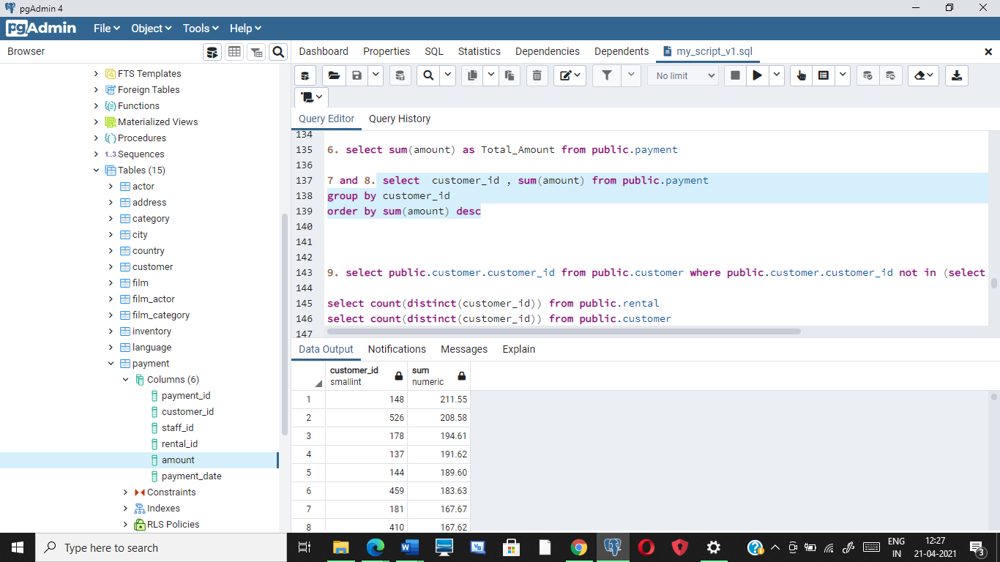 pgAdmin 4
pgAdmin File Object Tools Help
Browser
Dashboard Properties SQL Statistics Dependencies Dependents my_script_v1.sql
No limit
FTS Templates
Foreign Tables
Functions
Materialized Views
Procedures
1..3 Sequences
Tables (15)
actor
address
category
city
country
customer
film
film_actor
film_category
inventory
language
payment
Columns (6)
payment_id
customer_id
staff_id
rental_id
amount
payment_date
Constraints
Indexes
RLS Policies
Query Editor Query History
134
135 6. select sum(amount) as Total_Amount from public.payment
136
137 7 and 8. select  customer_id , sum(amount) from public.payment
138 group by customer_id
139 order by sum(amount) desc
140
141
142
143 9. select public.customer.customer_id from public.customer where public.customer.customer_id not in (select
144
145 select count(distinct(customer_id)) from public.rental
146 select count(distinct(customer_id)) from public.customer
147
Data Output Notifications Messages Explain
customer_id sum
smallint numeric
1 148 211.55
2 526 208.58
3 178 194.61
4 137 191.62
5 144 189.60
6 459 183.63
7 181 167.67
8 410 167.62
Type here to search
ENG 12:27
IN 21-04-2021
3